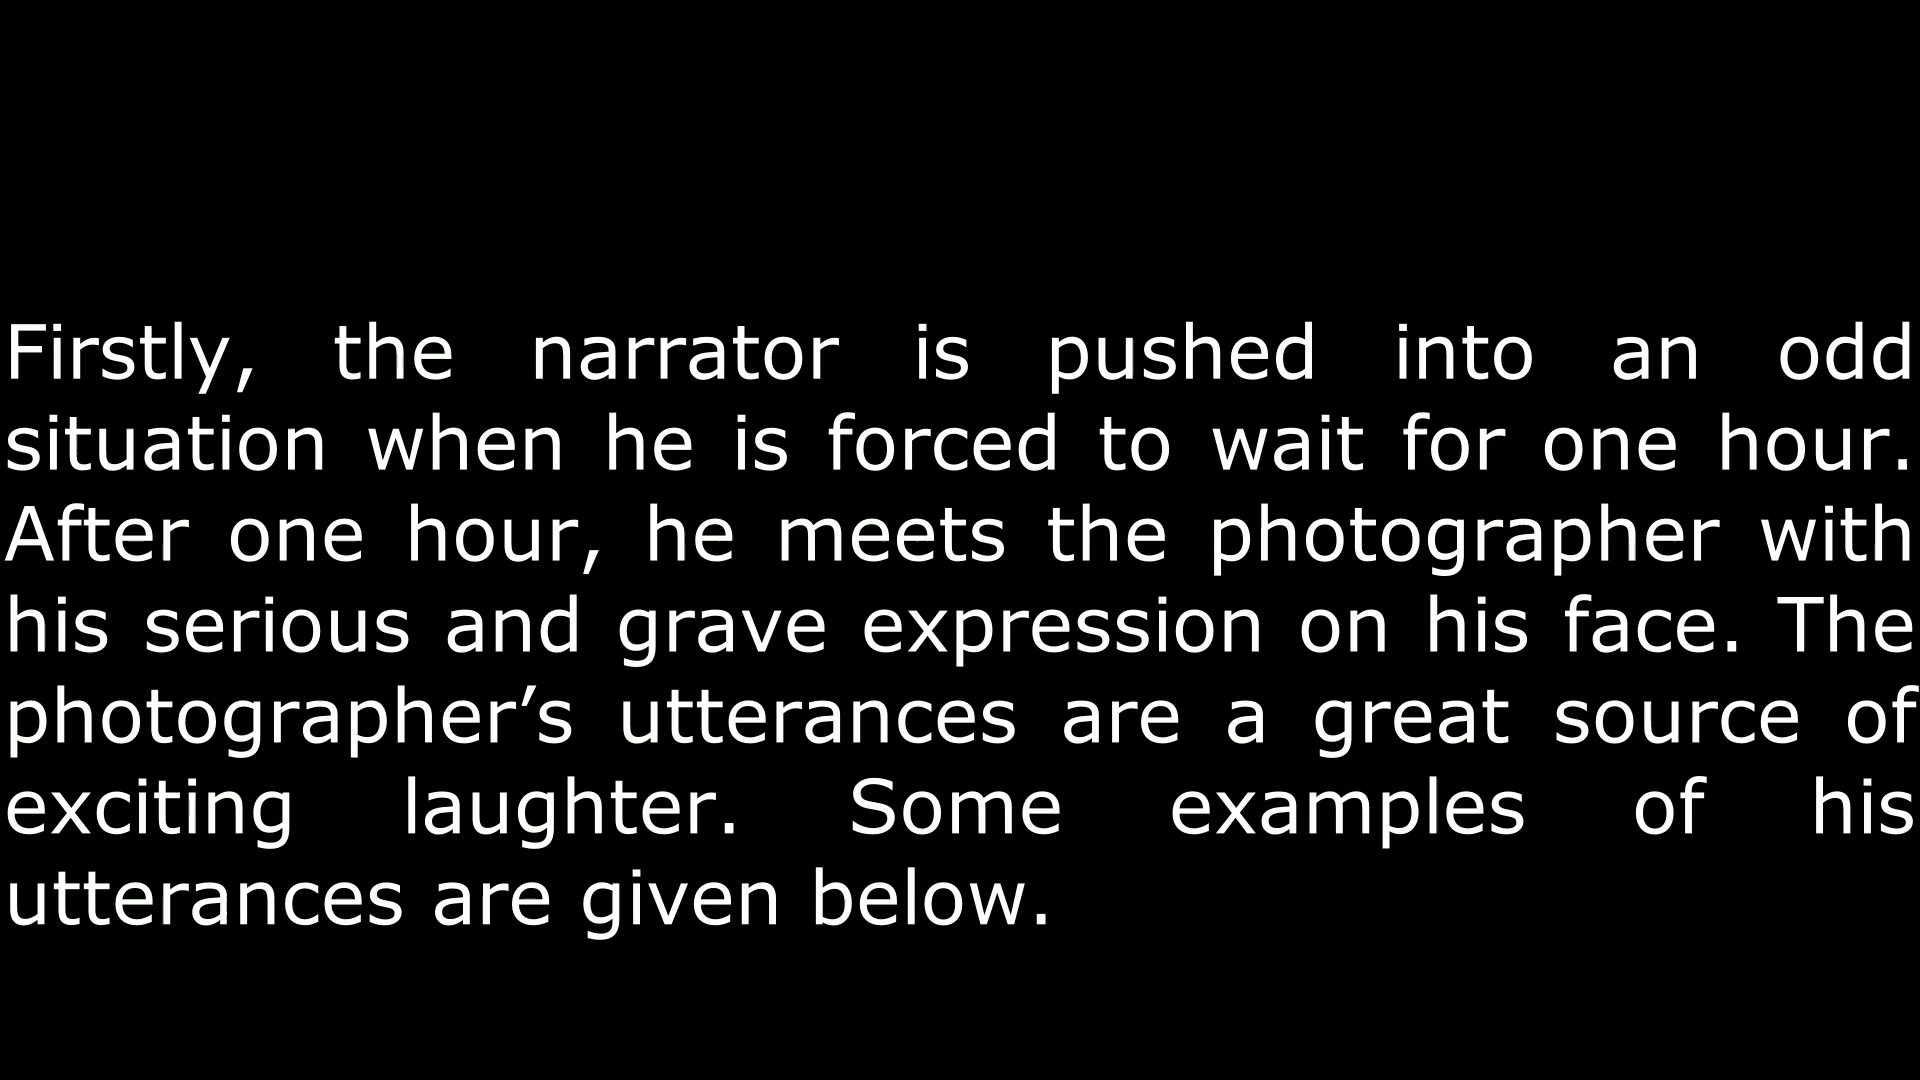 Firstly, the narrator is pushed into an odd
situation when he is forced to wait for one hour.
After one hour, he meets the photographer with
his serious and grave expression on his face. The
photographer’s utterances are a great source of
exciting laughter. Some examples of his
utterances are given below.